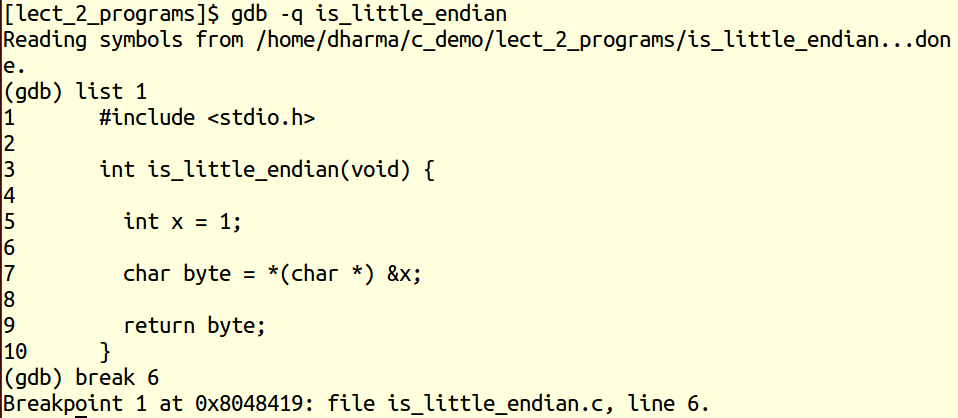 [lect_2_programs]$ gdb -q is_little_endian
Reading symbols from /home/dharma/c_demo/lect_2_programs/is_little_endian...don
e.
(gdb) list 1
1       #include <stdio.h>
2
3       int is_little_endian(void) {
4
5         int x = 1;
6
7         char byte = *(char *) &x;
8
9         return byte;
10      }
(gdb) break 6
Breakpoint 1 at 0x8048419: file is_little_endian.c, line 6.